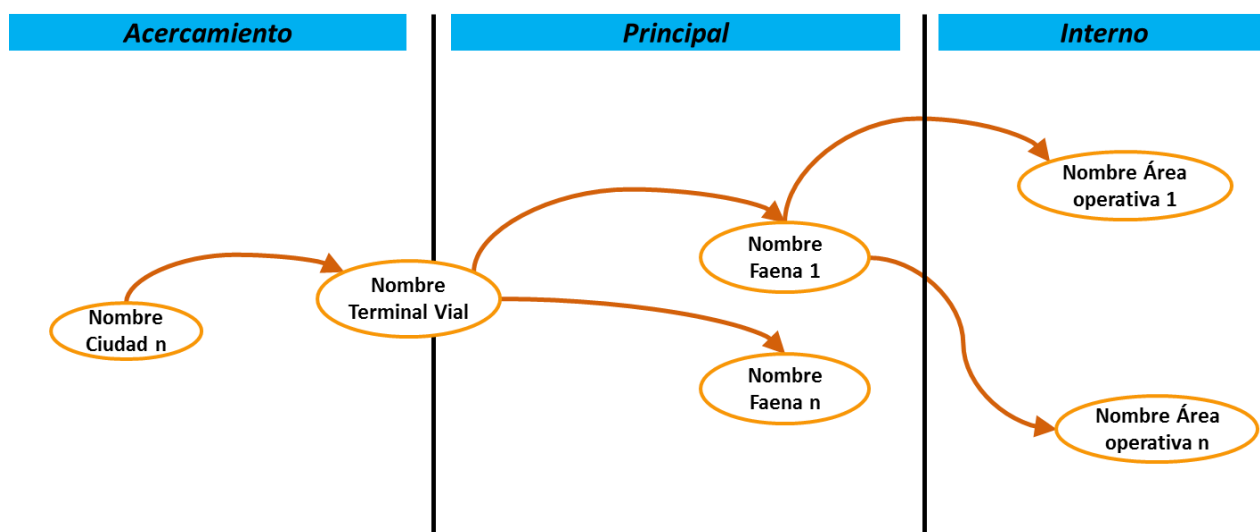 Acercamiento
Principal
Interno
Nombre Área
operativa 1
Nombre
Faena 1
Nombre
Terminal Vial
Nombre
Ciudad n
Nombre
Faena n
Nombre Área
operativa n